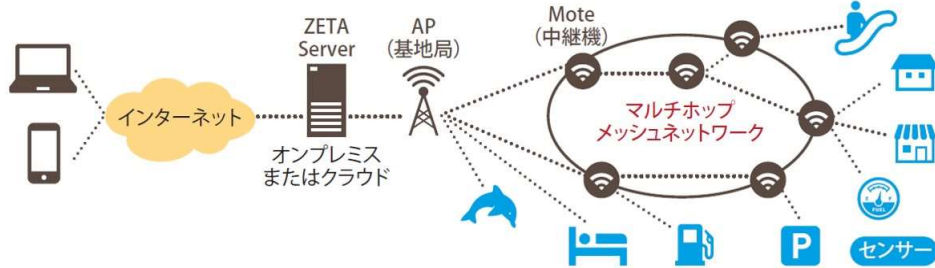 ZETA
Server
AP
(基地局)
Mote
(中継機)
インターネット
マルチホップ
メッシュネットワーク
オンプレミス
またはクラウド
FUEL
P
センサー